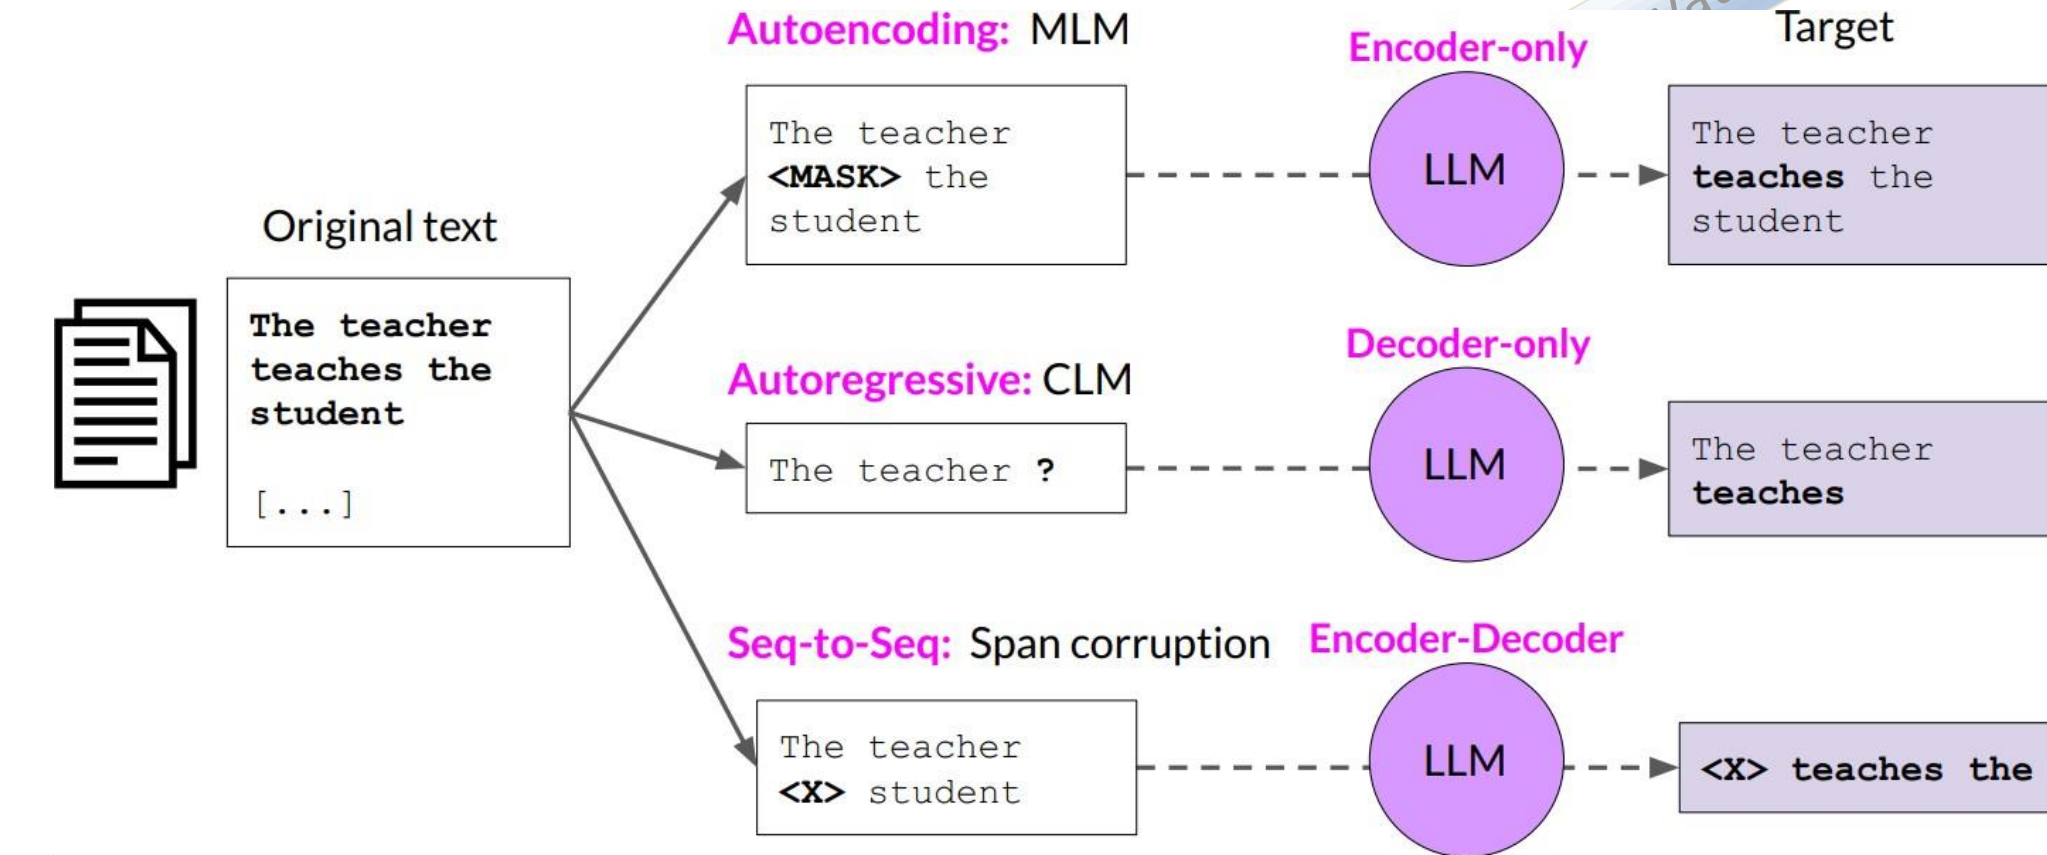 Autoencoding: MLM
Encoder-only
Target
The teacher
<MASK> the
student
LLM
The teacher
teaches the
student
Original text
The teacher
teaches the
student
[...]
Autoregressive: CLM
Decoder-only
The teacher ?
LLM
The teacher
teaches
Seq-to-Seq: Span corruption
Encoder-Decoder
The teacher
<X> student
LLM
<X> teaches the